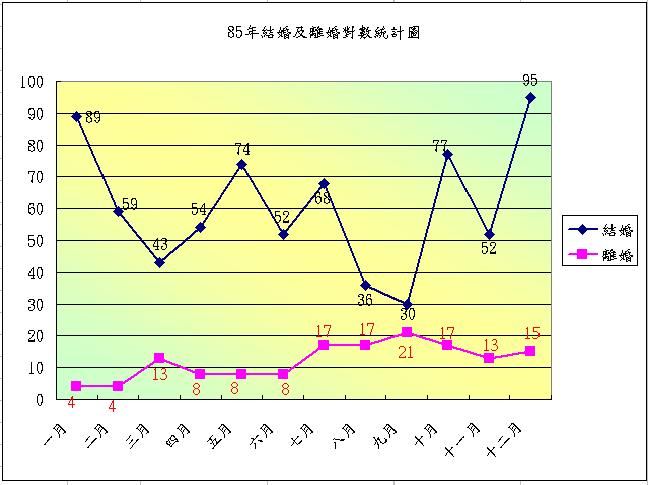 85年結婚及離婚對數統計圖
100
90
80
70
60
50
40
30
20
10
0
89
59
43
54
74
52
68
36
30
77
52
95
4
4
13
8
8
8
17
17
21
17
13
15
一月
二月
三月
四月
五月
六月
七月
八月
九月
十月
十一月
十二月
結婚
離婚